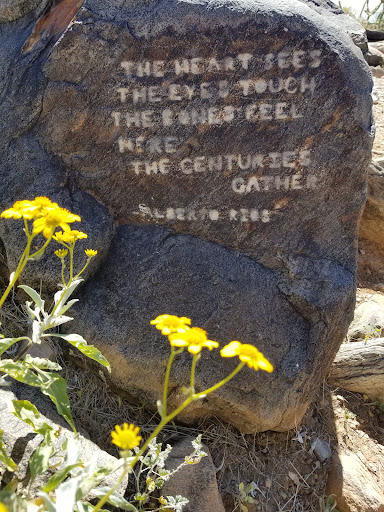 THE HEART SEES
THE EYES TOUCH
THE BONES FEEL
HERE
THE CENTURIES
GATHER
ALBERTO RIOS